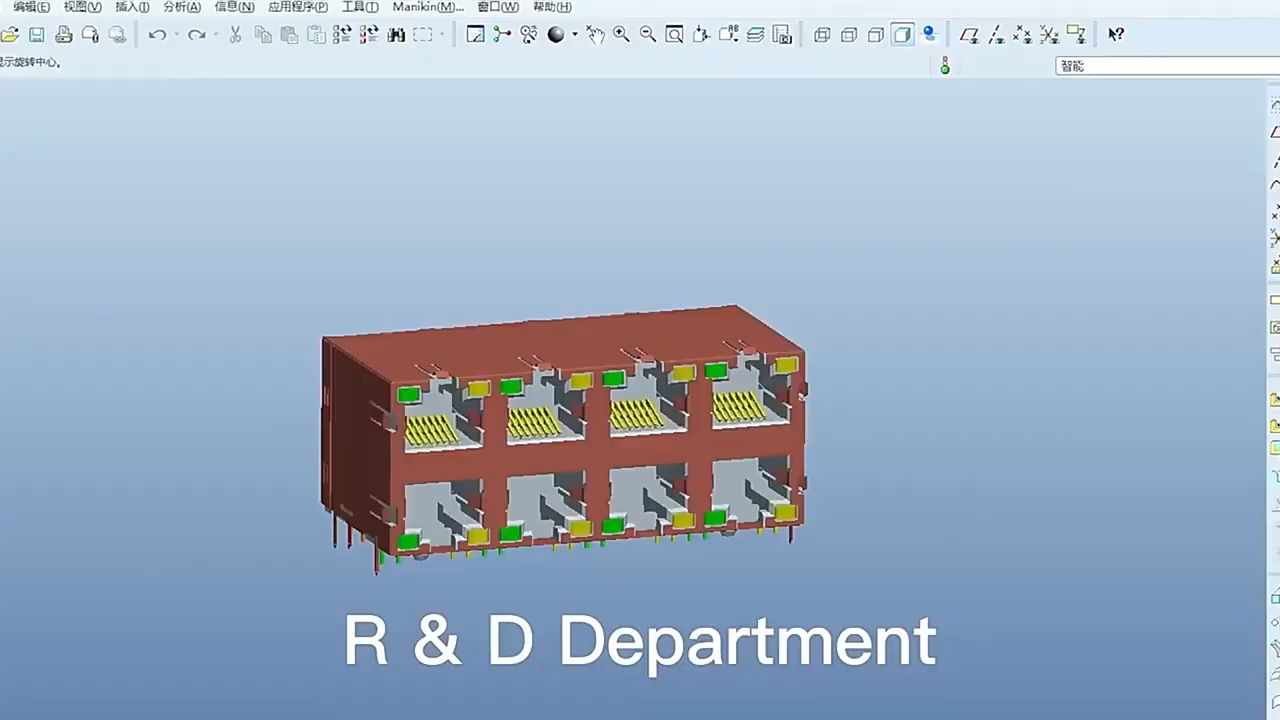 编辑(E) 视图(V) 插入(I) 分析(A) 信息(N) 应用程序(P) 工具(T) Manikin(M)... 窗口(W) 帮助(H)
显示旋转中心。
智能
R & D Department